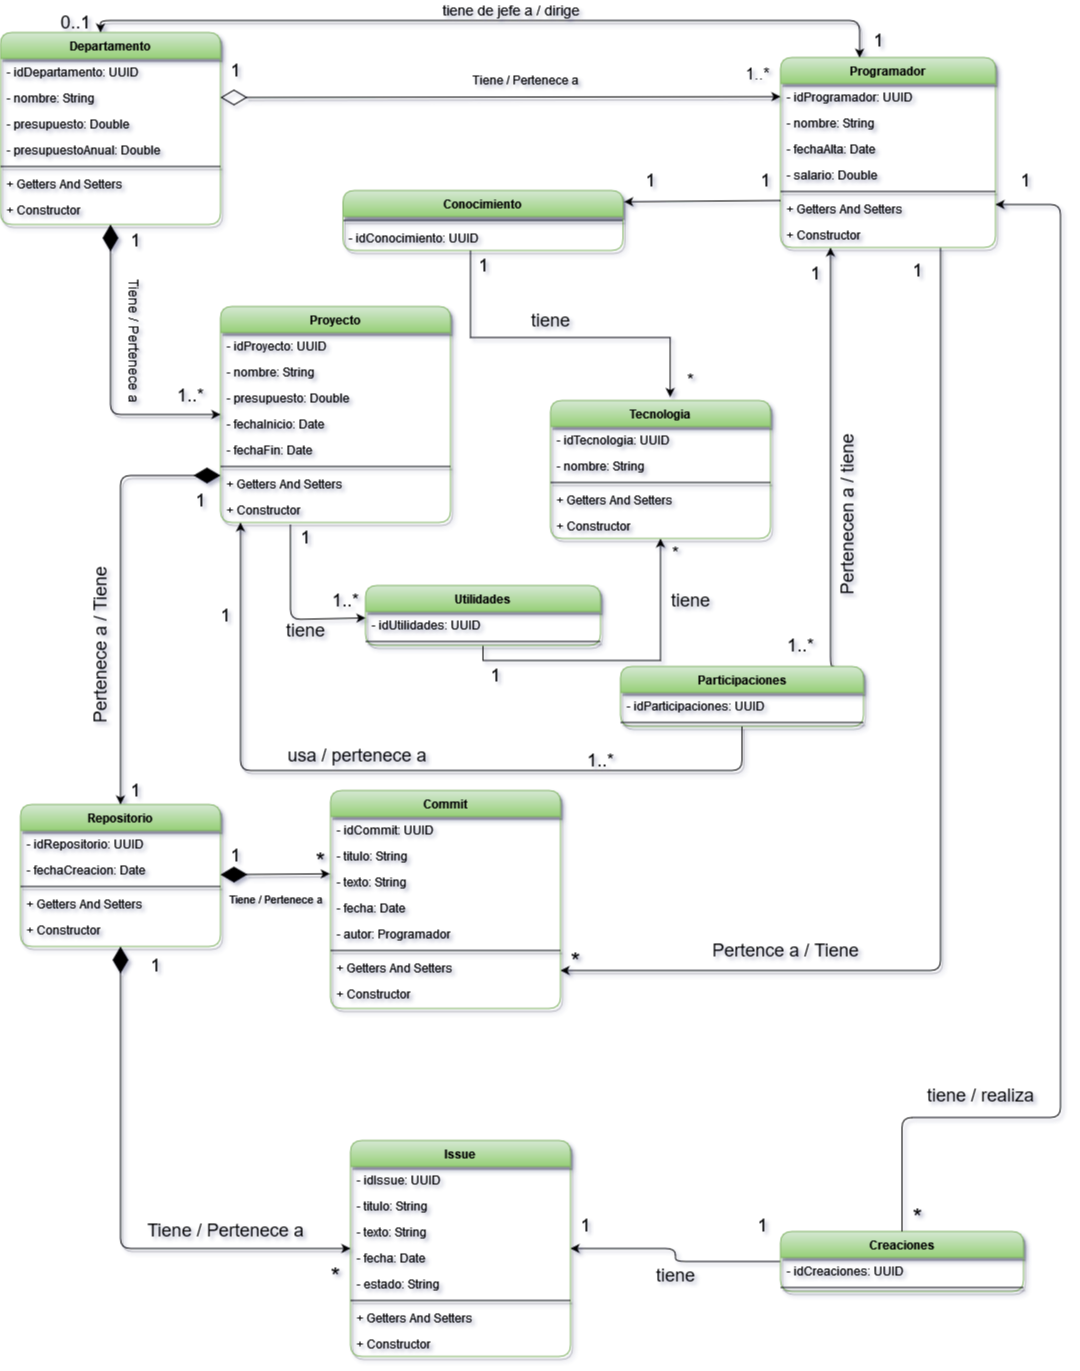 tiene de jefe a / dirige
0..1
1
Departamento
- idDepartamento: UUID
- nombre: String
- presupuesto: Double
- presupuestoAnual: Double
+ Getters And Setters
+ Constructor
1
Tiene / Pertenece a
1..*
Programador
- idProgramador: UUID
- nombre: String
- fechaAlta: Date
- salario: Double
+ Getters And Setters
+ Constructor
1
1
1
Conocimiento
- idConocimiento: UUID
1
tiene
*
1
Tiene / Pertenece a
1..*
Proyecto
- idProyecto: UUID
- nombre: String
- presupuesto: Double
- fechaInicio: Date
- fechaFin: Date
+ Getters And Setters
+ Constructor
Tecnologia
- idTecnologia: UUID
- nombre: String
+ Getters And Setters
+ Constructor
*
tiene
1
1
Pertenecen a / tiene
1..*
1
1
1..*
tiene
Utilidades
- idUtilidades: UUID
1
1
Pertenece a / Tiene
1
Participaciones
- idParticipaciones: UUID
usa / pertenece a
1..*
Repositorio
- idRepositorio: UUID
- fechaCreacion: Date
+ Getters And Setters
+ Constructor
1
*
Tiene / Pertenece a
Commit
- idCommit: UUID
- titulo: String
- texto: String
- fecha: Date
- autor: Programador
+ Getters And Setters
+ Constructor
*
Pertence a / Tiene
1
Tiene / Pertenece a
*
Issue
- idIssue: UUID
- titulo: String
- texto: String
- fecha: Date
- estado: String
+ Getters And Setters
+ Constructor
1
tiene
1
tiene / realiza
*
Creaciones
- idCreaciones: UUID